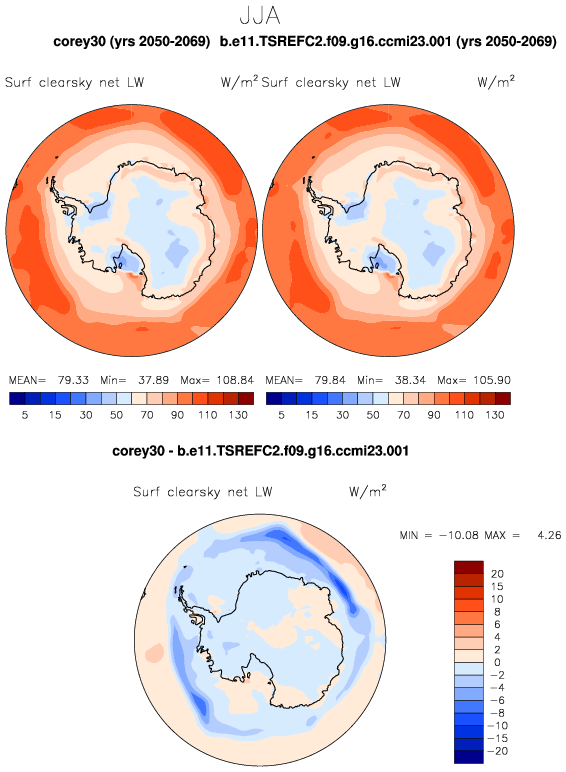 JJA
corey30 (yrs 2050-2069) b.e11.TSREFC2.f09.g16.ccmi23.001 (yrs 2050-2069)
Surf clearsky net LW W/m² Surf clearsky net LW W/m²
MEAN= 79.33 Min= 37.89 Max= 108.84 MEAN= 79.84 Min= 38.34 Max= 105.90
5 15 30 50 70 90 110 130 5 15 30 50 70 90 110 130
corey30 - b.e11.TSREFC2.f09.g16.ccmi23.001
Surf clearsky net LW W/m²
MIN = -10.08 MAX = 4.26
20
15
10
8
6
4
2
0
-2
-4
-6
-8
-10
-15
-20